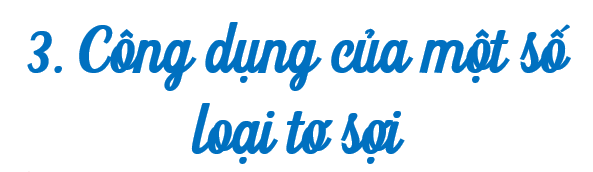 3. Công dụng của một số
loại tơ sợi